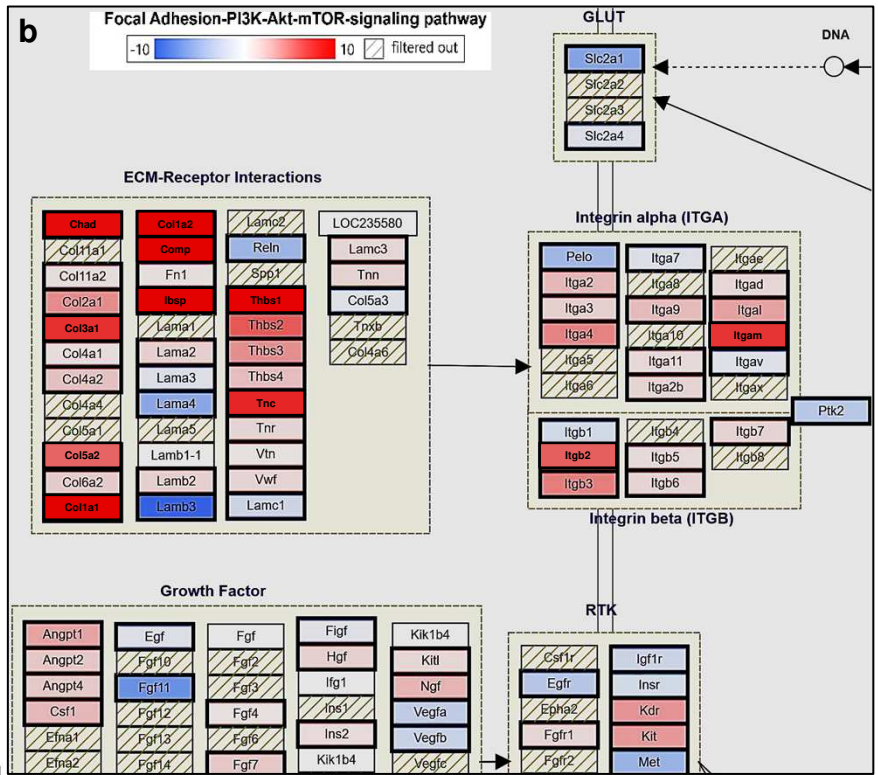 b
Focal Adhesion-PI3K-Akt-mTOR-signaling pathway
-10
10
filtered out
GLUT
DNA
Slc2a1
Slc2a2
Slc2a3
Slc2a4
ECM-Receptor Interactions
Chad
Col11a1
Col11a2
Col2a1
Col3a1
Col4a1
Col4a2
Col4a4
Col5a1
Col5a2
Col6a2
Col1a1
Col1a2
Comp
Fn1
Ibsp
Lama1
Lama2
Lama3
Lama4
Lama5
Lamb1-1
Lamb2
Lamb3
Lamc2
Reln
Spp1
Thbs1
Thbs2
Thbs3
Thbs4
Tnc
Tnr
Vtn
Vwf
Lamc1
LOC235580
Lamc3
Tnn
Col5a3
Tnxb
Col4a6
Integrin alpha (ITGA)
Pelo
Itga2
Itga3
Itga4
Itga5
Itga6
Itga7
Itga8
Itga9
Itga10
Itga11
Itga2b
Itgae
Itgad
Itgal
Itgam
Itgav
Itgax
Ptk2
Itgb1
Itgb2
Itgb3
Itgb4
Itgb5
Itgb6
Itgb7
Itgb8
Integrin beta (ITGB)
Growth Factor
Angpt1
Angpt2
Angpt4
Csf1
Efna1
Efna2
Egf
Fgf10
Fgf11
Fgf12
Fgf13
Fgf14
Fgf
Fgf2
Fgf3
Fgf4
Fgf6
Fgf7
Figf
Hgf
Ifg1
Ins1
Ins2
Kik1b4
Kik1b4
Kitl
Ngf
Vegfa
Vegfb
Vegfc
RTK
Csf1r
Egfr
Epha2
Fgfr1
Fgfr2
Igf1r
Insr
Kdr
Kit
Met